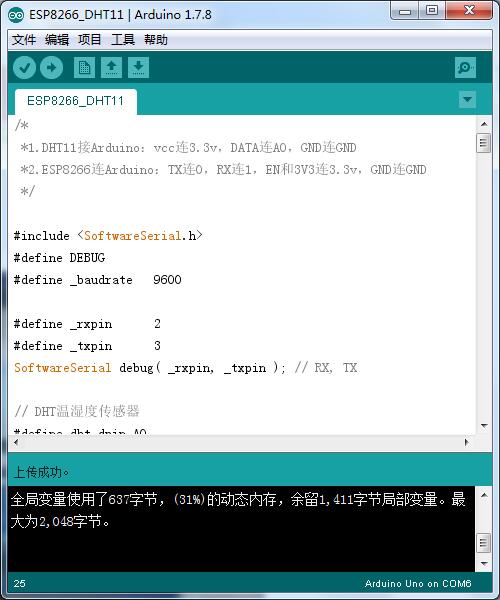 ESP8266_DHT11 | Arduino 1.7.8
文件 编辑 项目 工具 帮助
ESP8266_DHT11
/*
*1.DHT11接Arduino：vcc连3.3v，DATA连A0，GND连GND
*2.ESP8266连Arduino：TX连0，RX连1，EN和3V3连3.3v，GND连GND
*/
#include <SoftwareSerial.h>
#define DEBUG
#define _baudrate 9600
#define _rxpin 2
#define _txpin 3
SoftwareSerial debug( _rxpin, _txpin ); // RX, TX
// DHT温湿度传感器
#define dht_dpin A0
上传成功。
全局变量使用了637字节，(31%)的动态内存，余留1,411字节局部变量。最
大为2,048字节。
25 Arduino Uno on COM6